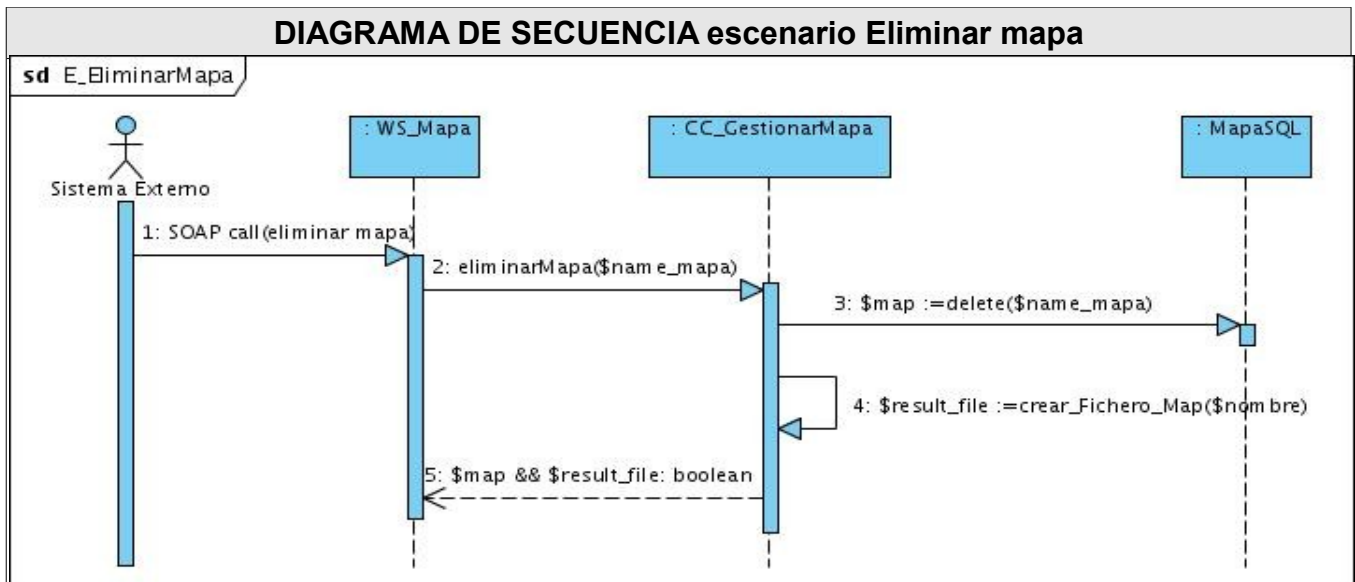 DIAGRAMA DE SECUENCIA escenario Eliminar mapa
sd E_EliminarMapa
: WS_Mapa
: CC_GestionarMapa
: MapaSQL
Sistema Externo
1: SOAP call(eliminar mapa)
2: eliminarMapa($name_mapa)
3: $map :=delete($name_mapa)
4: $result_file :=crear_Fichero_Map($nombre)
5: $map && $result_file: boolean